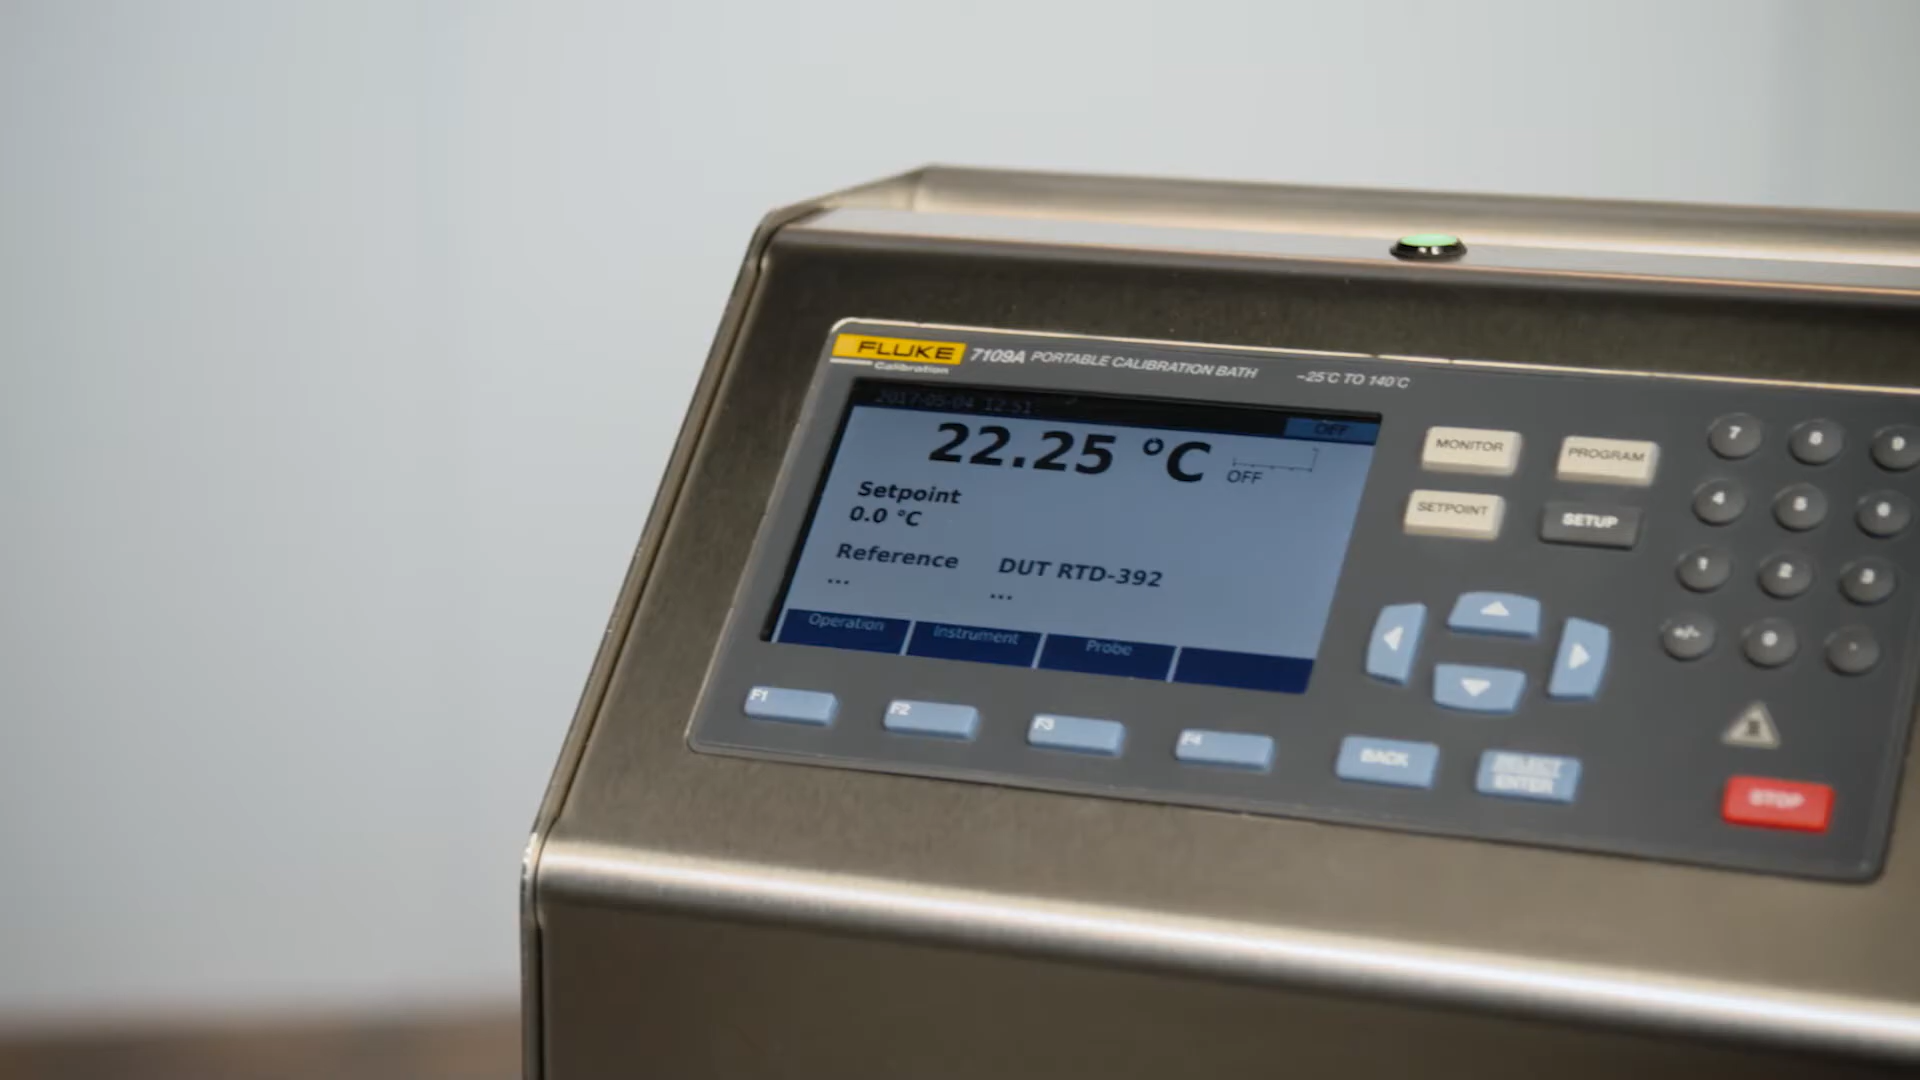 FLUKE
Calibration
7109A PORTABLE CALIBRATION BATH
-25°C TO 140°C
2017-05-04 12:51
OFF
22.25 °C
OFF
Setpoint
0.0 °C
Reference
...
DUT RTD-392
...
Operation
Instrument
Probe
F1
F2
F3
F4
MONITOR
PROGRAM
SETPOINT
SETUP
BACK
SELECT
ENTER
7
8
9
4
5
6
1
2
3
+/-
0
.
STOP